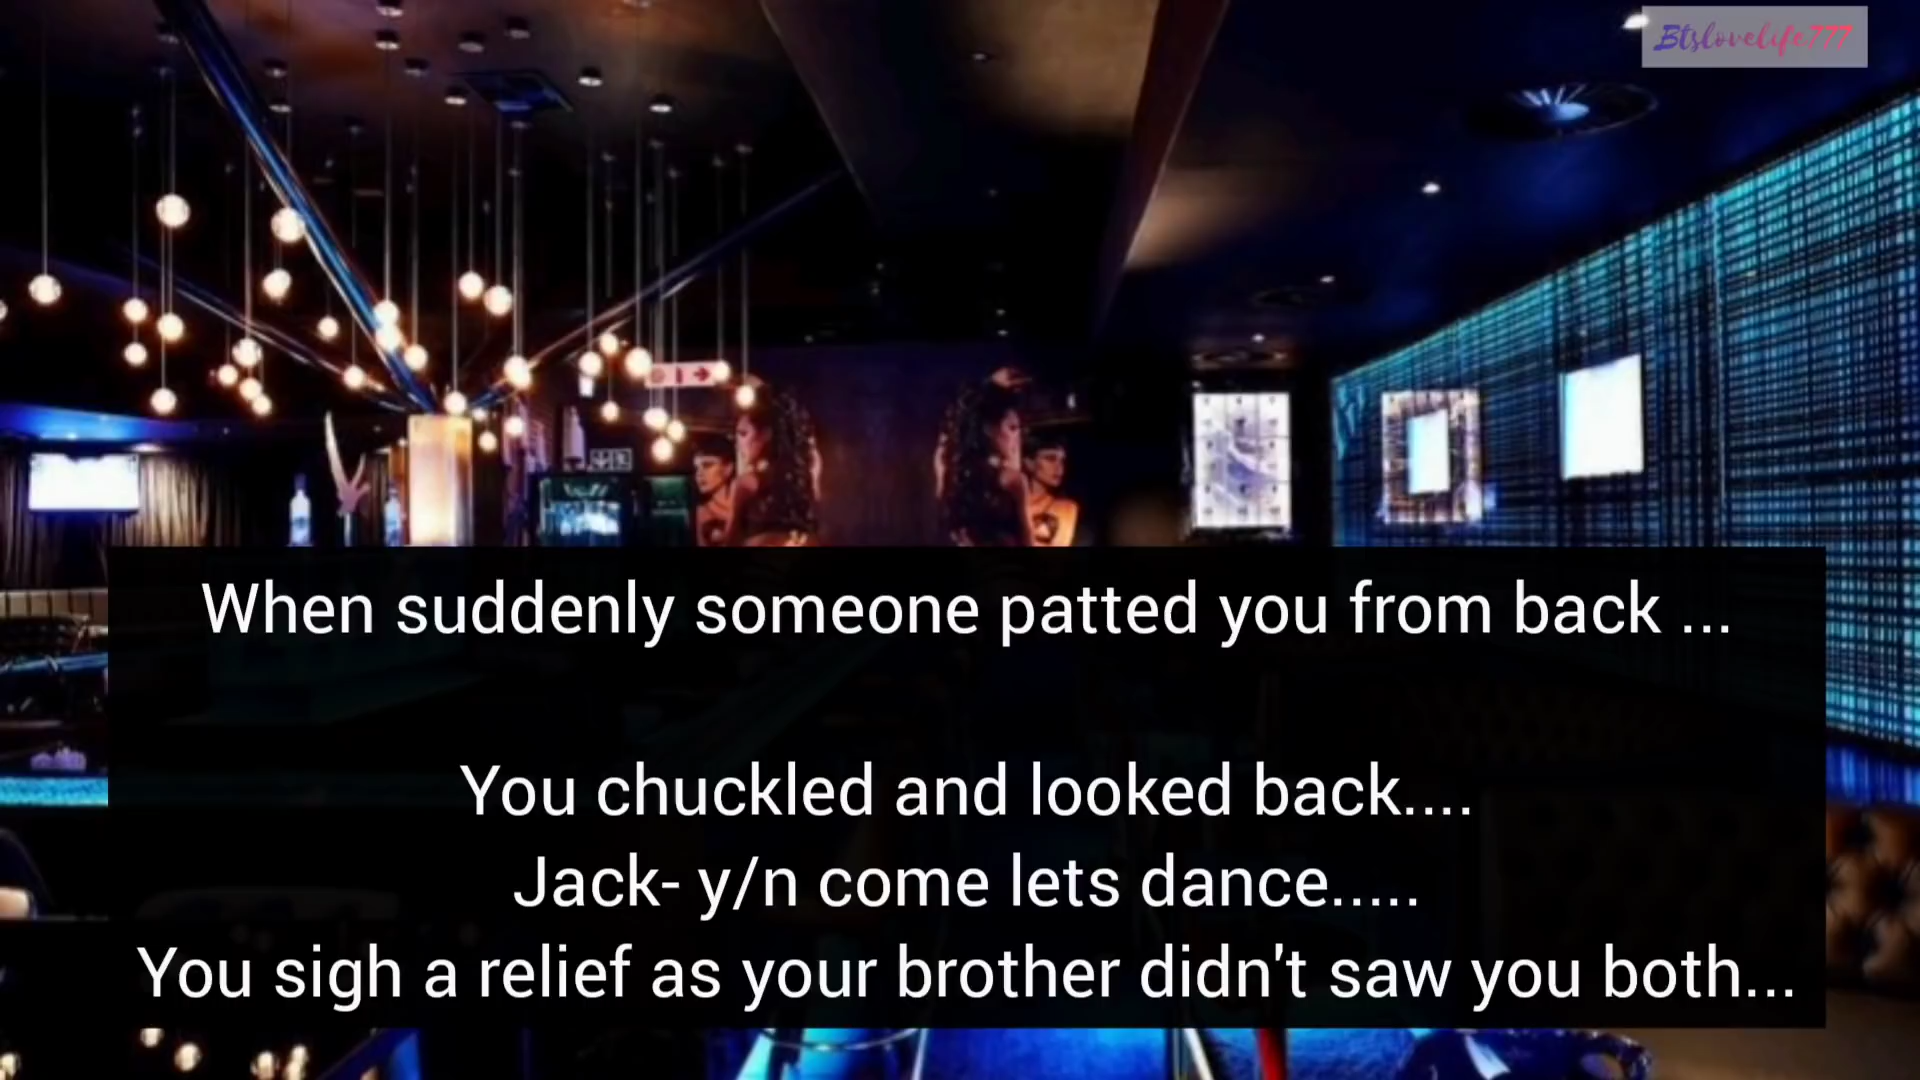 Btslovelife777
When suddenly someone patted you from back ...
You chuckled and looked back....
Jack- y/n come lets dance.....
You sigh a relief as your brother didn't saw you both...